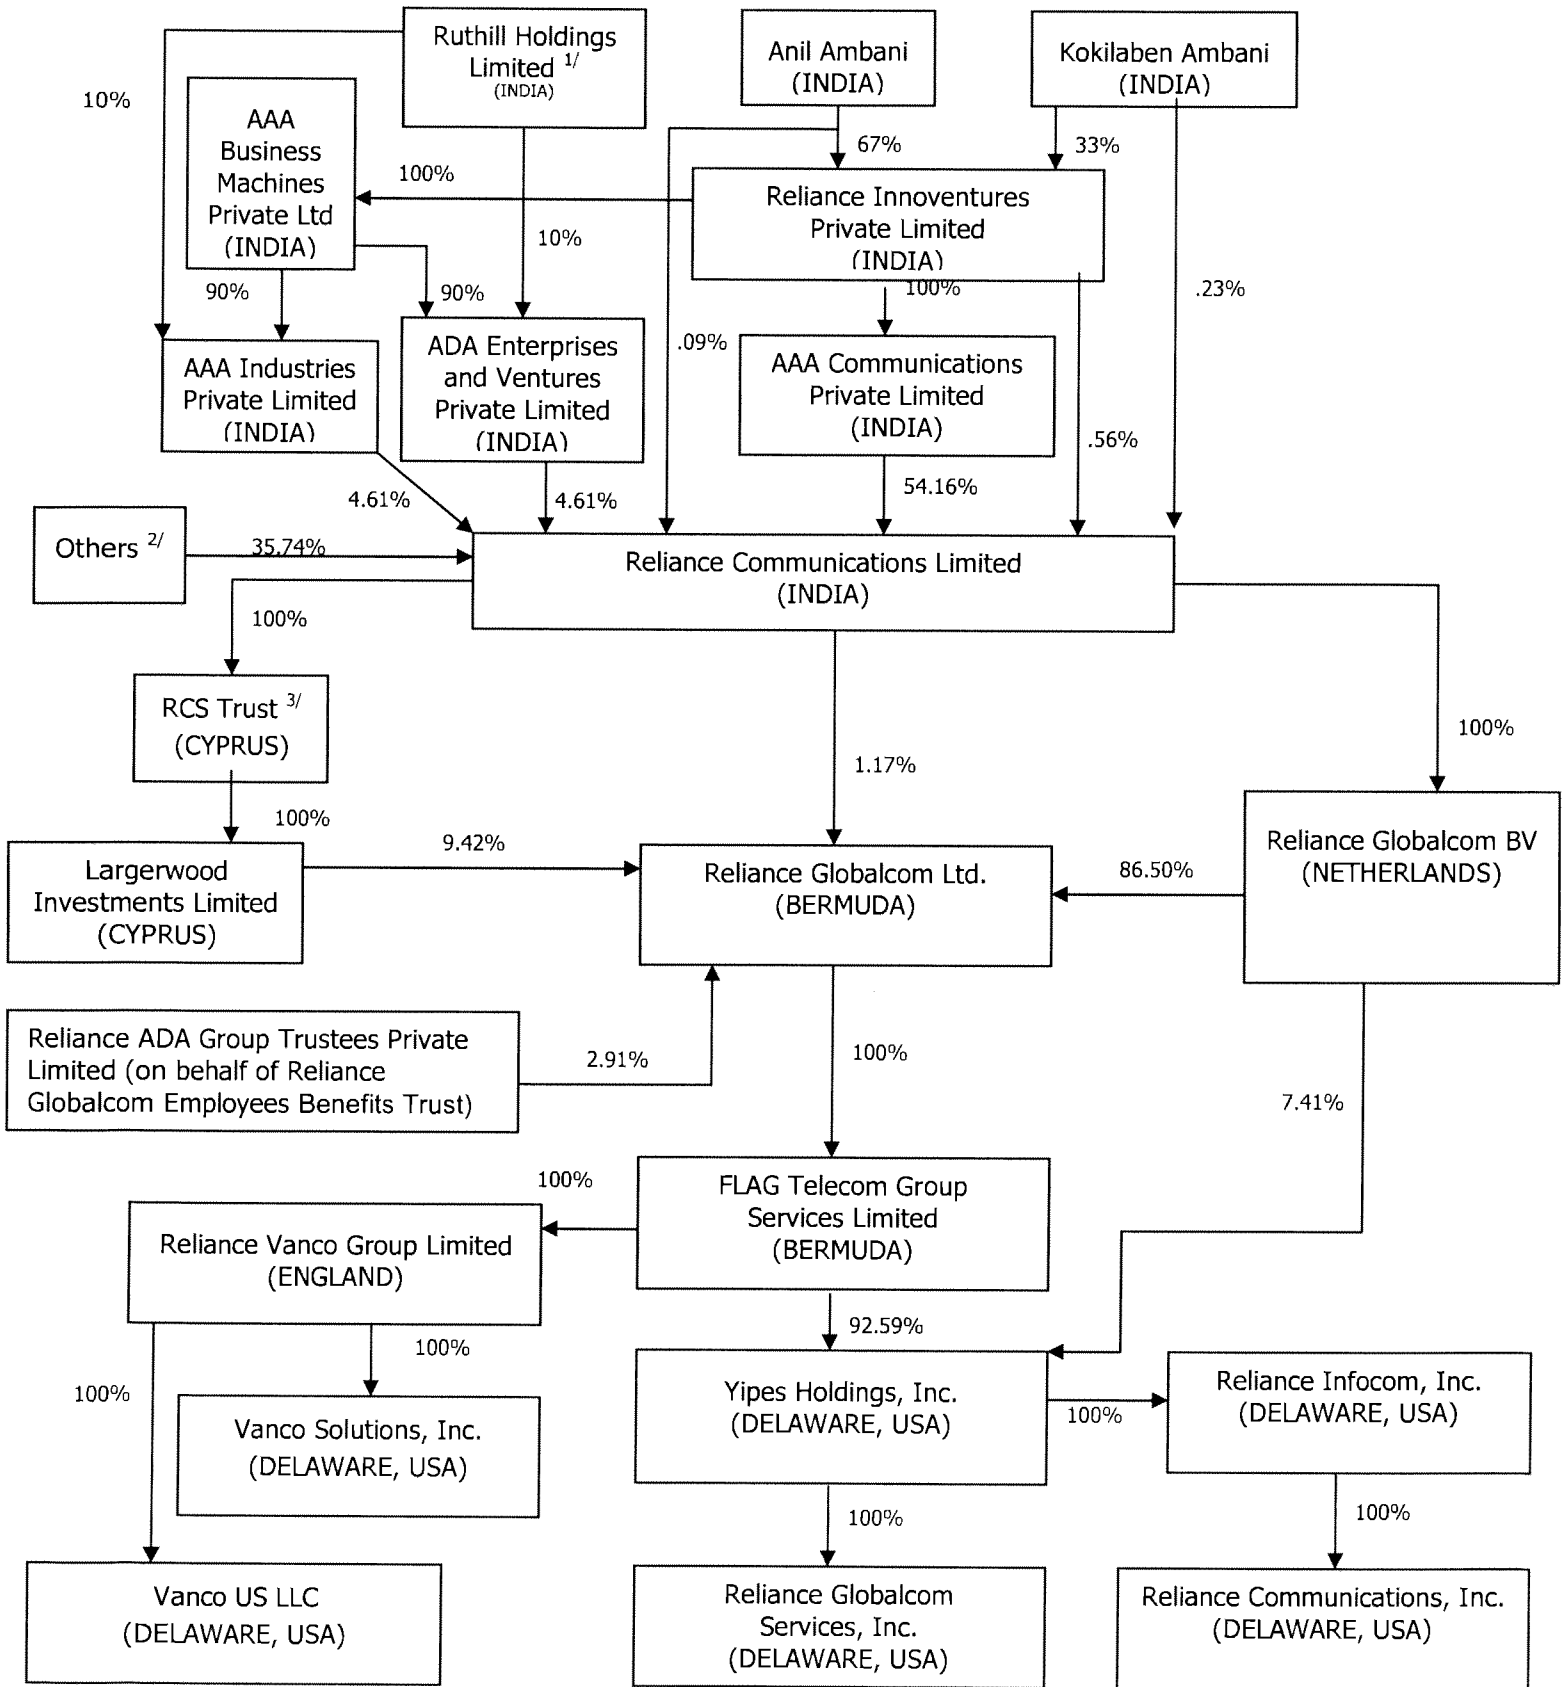 Ruthill Holdings
Limited 1/
(INDIA)
Anil Ambani
(INDIA)
Kokilaben Ambani
(INDIA)
10%
AAA
Business
Machines
Private Ltd
(INDIA)
67%
33%
100%
Reliance Innoventures
Private Limited
(INDIA)
10%
90%
90%
100%
.23%
.09%
AAA Industries
Private Limited
(INDIA)
ADA Enterprises
and Ventures
Private Limited
(INDIA)
AAA Communications
Private Limited
(INDIA)
.56%
4.61%
4.61%
54.16%
Others 2/
35.74%
Reliance Communications Limited
(INDIA)
100%
RCS Trust 3/
(CYPRUS)
100%
1.17%
100%
9.42%
Largerwood
Investments Limited
(CYPRUS)
Reliance Globalcom Ltd.
(BERMUDA)
86.50%
Reliance Globalcom BV
(NETHERLANDS)
Reliance ADA Group Trustees Private
Limited (on behalf of Reliance
Globalcom Employees Benefits Trust)
2.91%
100%
7.41%
100%
FLAG Telecom Group
Services Limited
(BERMUDA)
Reliance Vanco Group Limited
(ENGLAND)
92.59%
100%
100%
Yipes Holdings, Inc.
(DELAWARE, USA)
100%
Reliance Infocom, Inc.
(DELAWARE, USA)
Vanco Solutions, Inc.
(DELAWARE, USA)
100%
100%
Vanco US LLC
(DELAWARE, USA)
Reliance Globalcom
Services, Inc.
(DELAWARE, USA)
Reliance Communications, Inc.
(DELAWARE, USA)